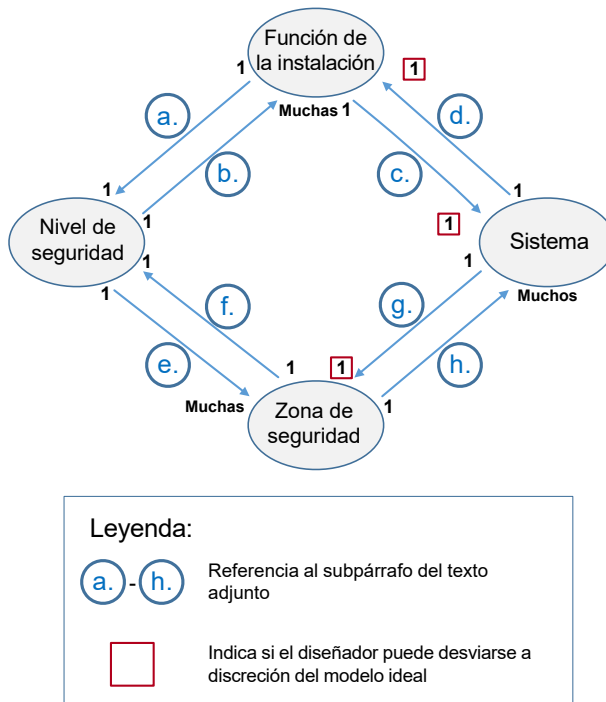 Función de
la instalación
1
1
Muchas 1
a.
d.
b.
c.
1
1
1
Nivel de
seguridad
1
1
1
Sistema
1
Muchos
f.
g.
e.
h.
1
1
Muchas
1
Zona de
seguridad
Leyenda:
a. - h.
Referencia al subpárrafo del texto
adjunto
Indica si el diseñador puede desviarse a
discreción del modelo ideal